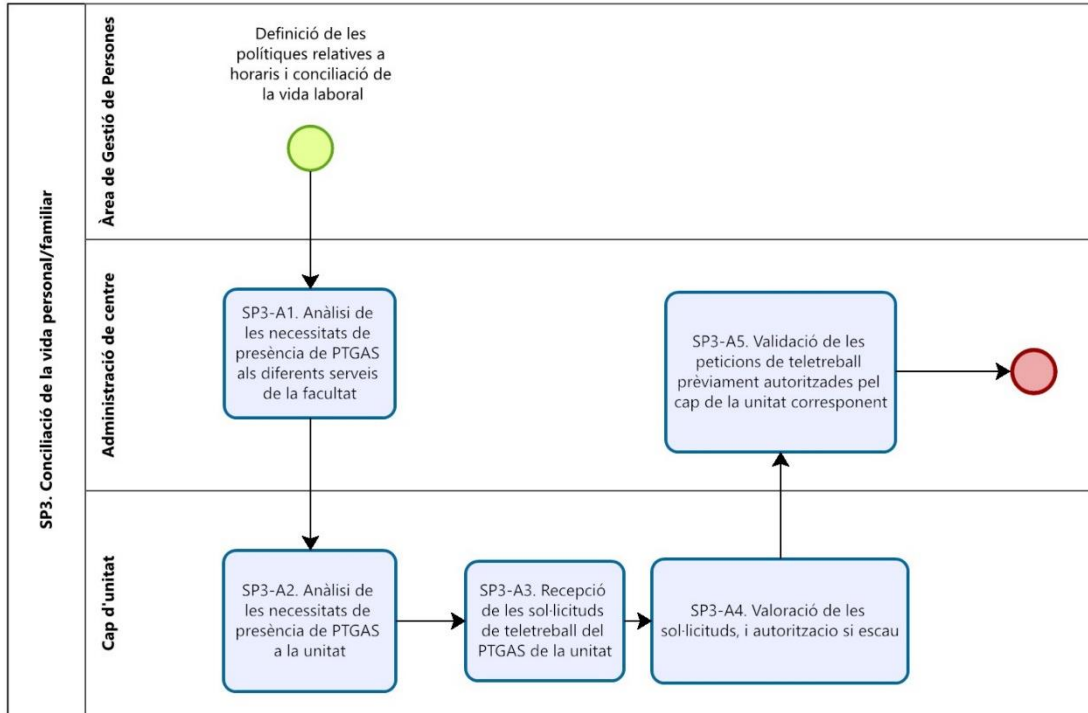 SP3. Conciliació de la vida personal/familiar
Àrea de Gestió de Persones
Definició de les
polítiques relatives a
horaris i conciliació de
la vida laboral
Administració de centre
SP3-A1. Anàlisi de
les necessitats de
presència de PTGAS
als diferents serveis
de la facultat
SP3-A5. Validació de les
peticions de teletreball
prèviament autoritzades pel
cap de la unitat corresponent
Cap d'unitat
SP3-A2. Anàlisi de
les necessitats de
presència de PTGAS
a la unitat
SP3-A3. Recepció
de les sol·licituds
de teletreball del
PTGAS de la unitat
SP3-A4. Valoració de les
sol·licituds, i autorització si escau